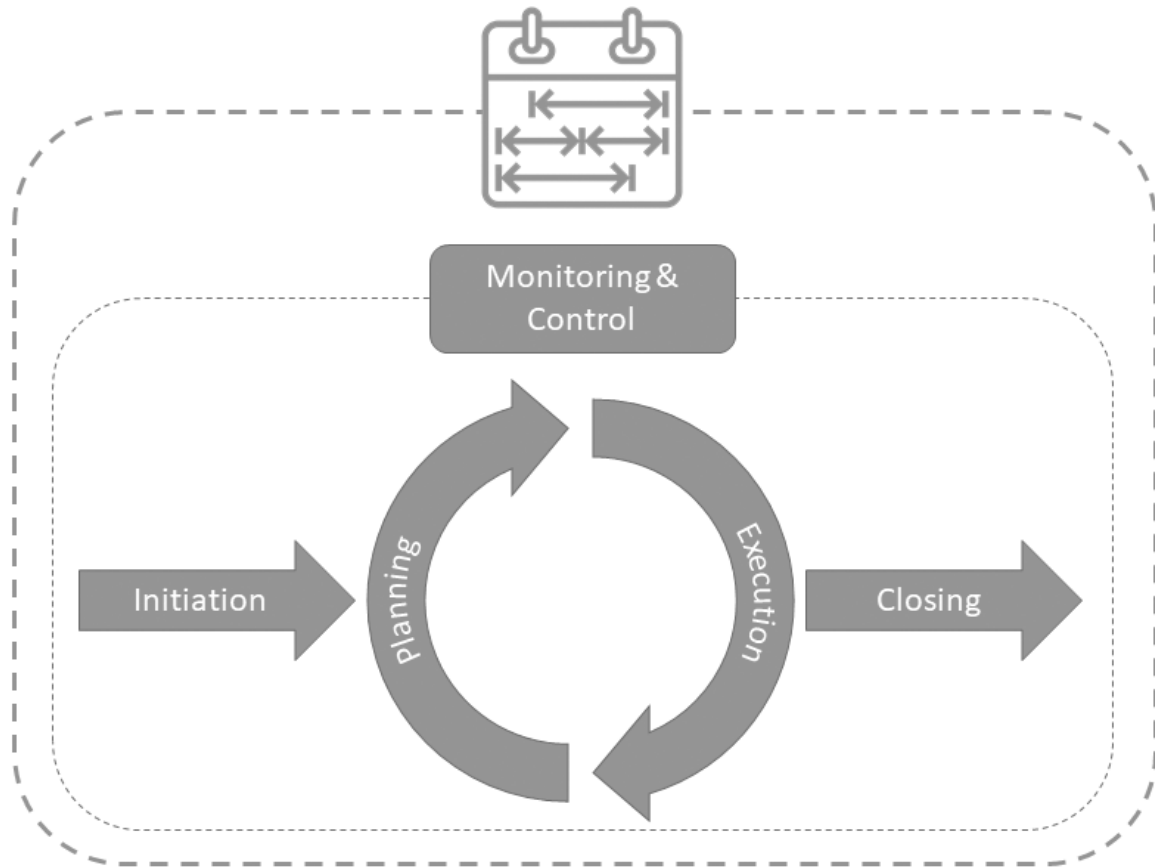 Monitoring &
Control
Initiation
Planning
Execution
Closing